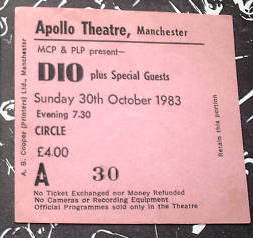 Apollo Theatre, Manchester
MCP & PLP present—
DIO plus Special Guests
Sunday 30th October 1983
Evening 7.30
CIRCLE
£4.00
A 30
No Ticket Exchanged nor Money Refunded
No Cameras or Recording Equipment
Official Programmes sold only in the Theatre
A. B. Cooper (Printers) Ltd., Manchester
Retain this portion